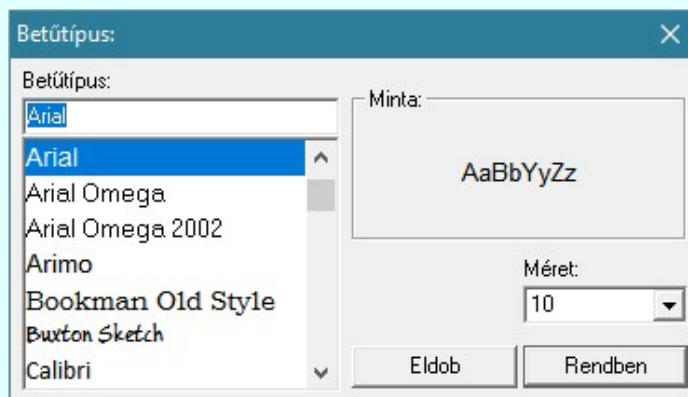 Betűtípus:
Betűtípus:
Arial
Arial
Arial Omega
Arial Omega 2002
Arimo
Bookman Old Style
Buxton Sketch
Calibri
Minta:
AaBbYyZz
Méret:
10
Eldob
Rendben